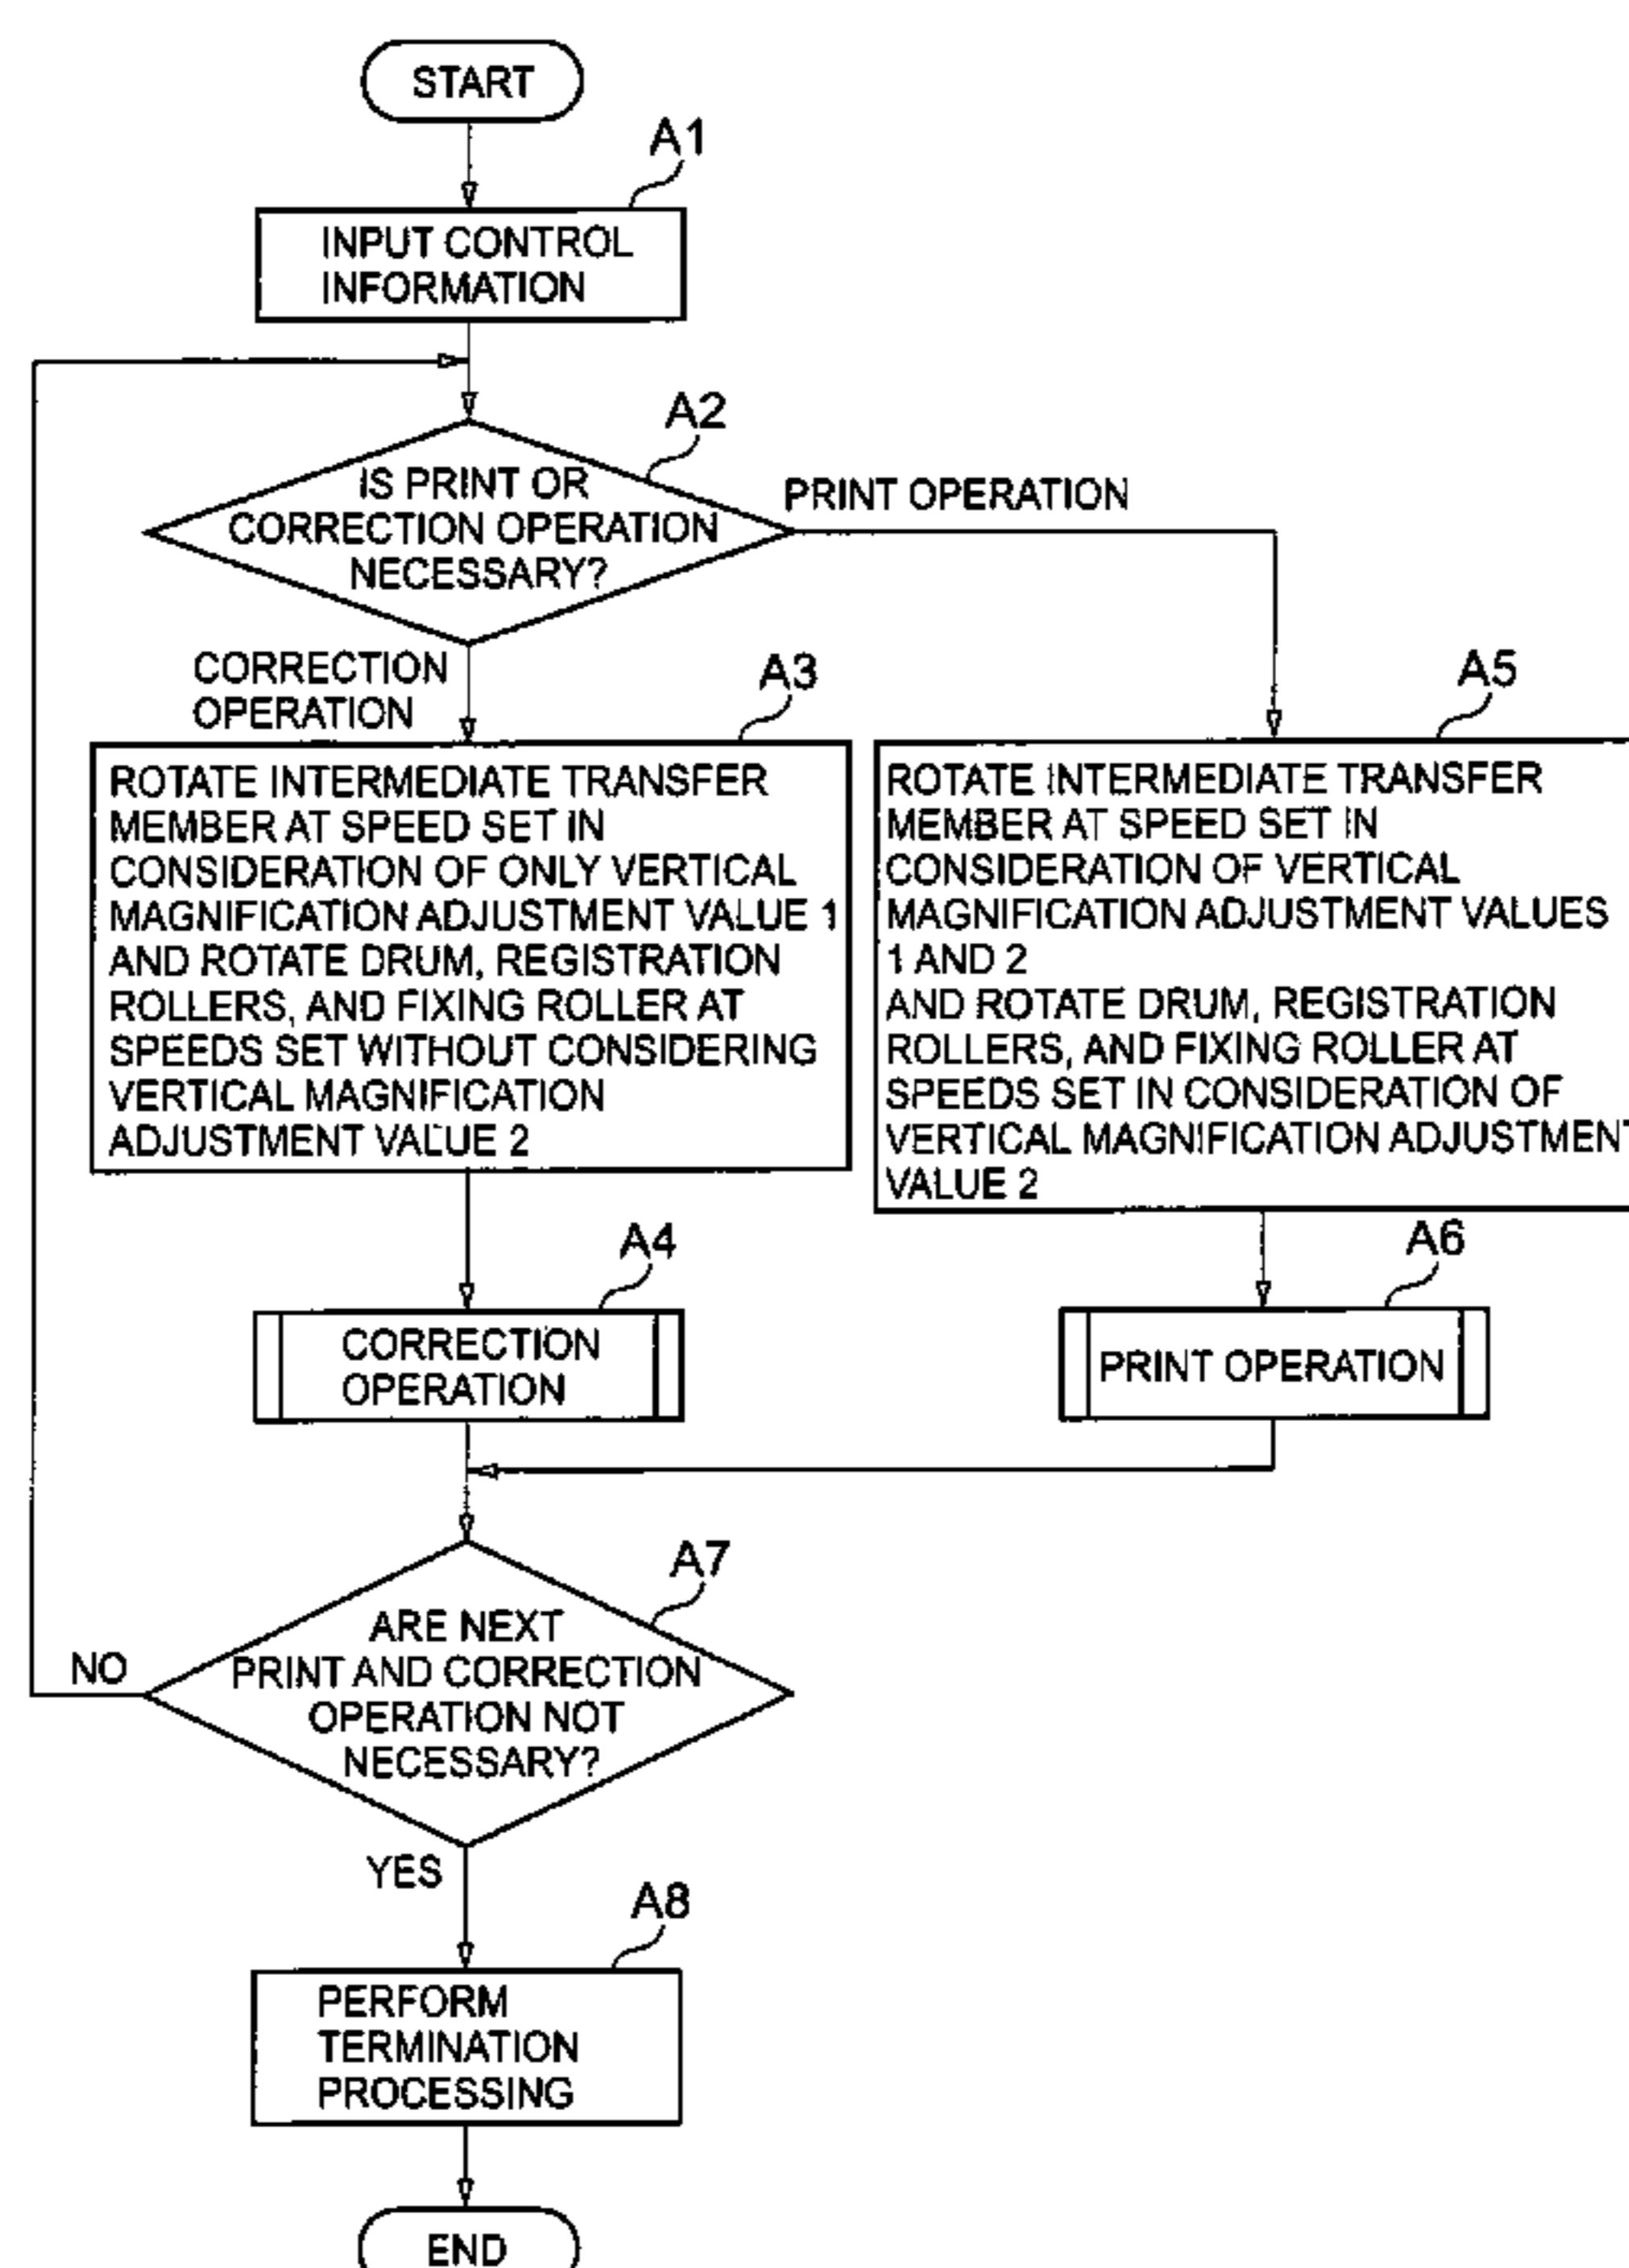 START
A1
INPUT CONTROL
INFORMATION
A2
IS PRINT OR
CORRECTION OPERATION
NECESSARY?
PRINT OPERATION
CORRECTION
OPERATION
A3
ROTATE INTERMEDIATE TRANSFER
MEMBER AT SPEED SET IN
CONSIDERATION OF ONLY VERTICAL
MAGNIFICATION ADJUSTMENT VALUE 1
AND ROTATE DRUM, REGISTRATION
ROLLERS, AND FIXING ROLLER AT
SPEEDS SET WITHOUT CONSIDERING
VERTICAL MAGNIFICATION
ADJUSTMENT VALUE 2
A5
ROTATE INTERMEDIATE TRANSFER
MEMBER AT SPEED SET IN
CONSIDERATION OF VERTICAL
MAGNIFICATION ADJUSTMENT VALUES
1 AND 2
AND ROTATE DRUM, REGISTRATION
ROLLERS, AND FIXING ROLLER AT
SPEEDS SET IN CONSIDERATION OF
VERTICAL MAGNIFICATION ADJUSTMENT
VALUE 2
A4
CORRECTION
OPERATION
A6
PRINT OPERATION
A7
ARE NEXT
PRINT AND CORRECTION
OPERATION NOT
NECESSARY?
NO
YES
A8
PERFORM
TERMINATION
PROCESSING
END